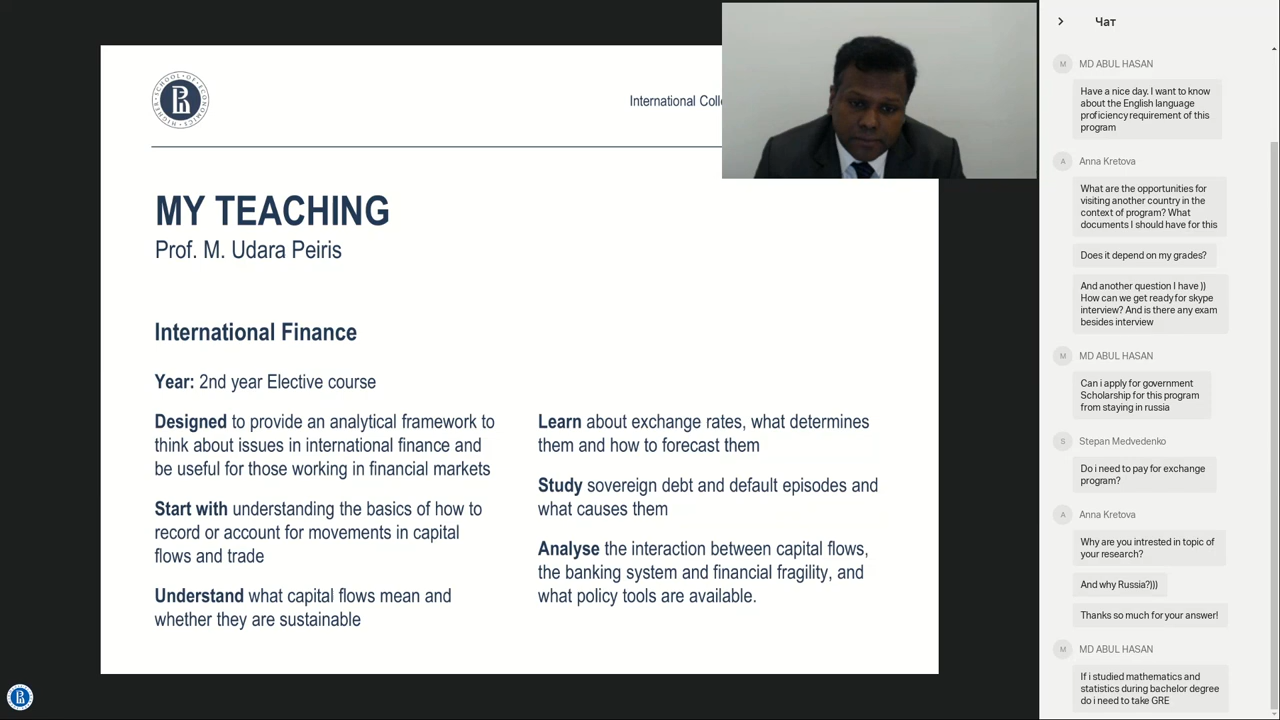 HIGHER SCHOOL OF ECONOMICS
International Colle
MY TEACHING
Prof. M. Udara Peiris
International Finance
Year: 2nd year Elective course
Designed to provide an analytical framework to
think about issues in international finance and
be useful for those working in financial markets
Start with understanding the basics of how to
record or account for movements in capital
flows and trade
Understand what capital flows mean and
whether they are sustainable
Learn about exchange rates, what determines
them and how to forecast them
Study sovereign debt and default episodes and
what causes them
Analyse the interaction between capital flows,
the banking system and financial fragility, and
what policy tools are available.
Чат
M MD ABUL HASAN
Have a nice day. I want to know
about the English language
proficiency requirement of this
program
A Anna Kretova
What are the opportunities for
visiting another country in the
context of program? What
documents I should have for this
Does it depend on my grades?
And another question I have ))
How can we get ready for skype
interview? And is there any exam
besides interview
M MD ABUL HASAN
Can i apply for government
Scholarship for this program
from staying in russia
S Stepan Medvedenko
Do i need to pay for exchange
program?
A Anna Kretova
Why are you intrested in topic of
your research?
And why Russia?)))
Thanks so much for your answer!
M MD ABUL HASAN
If i studied mathematics and
statistics during bachelor degree
do i need to take GRE